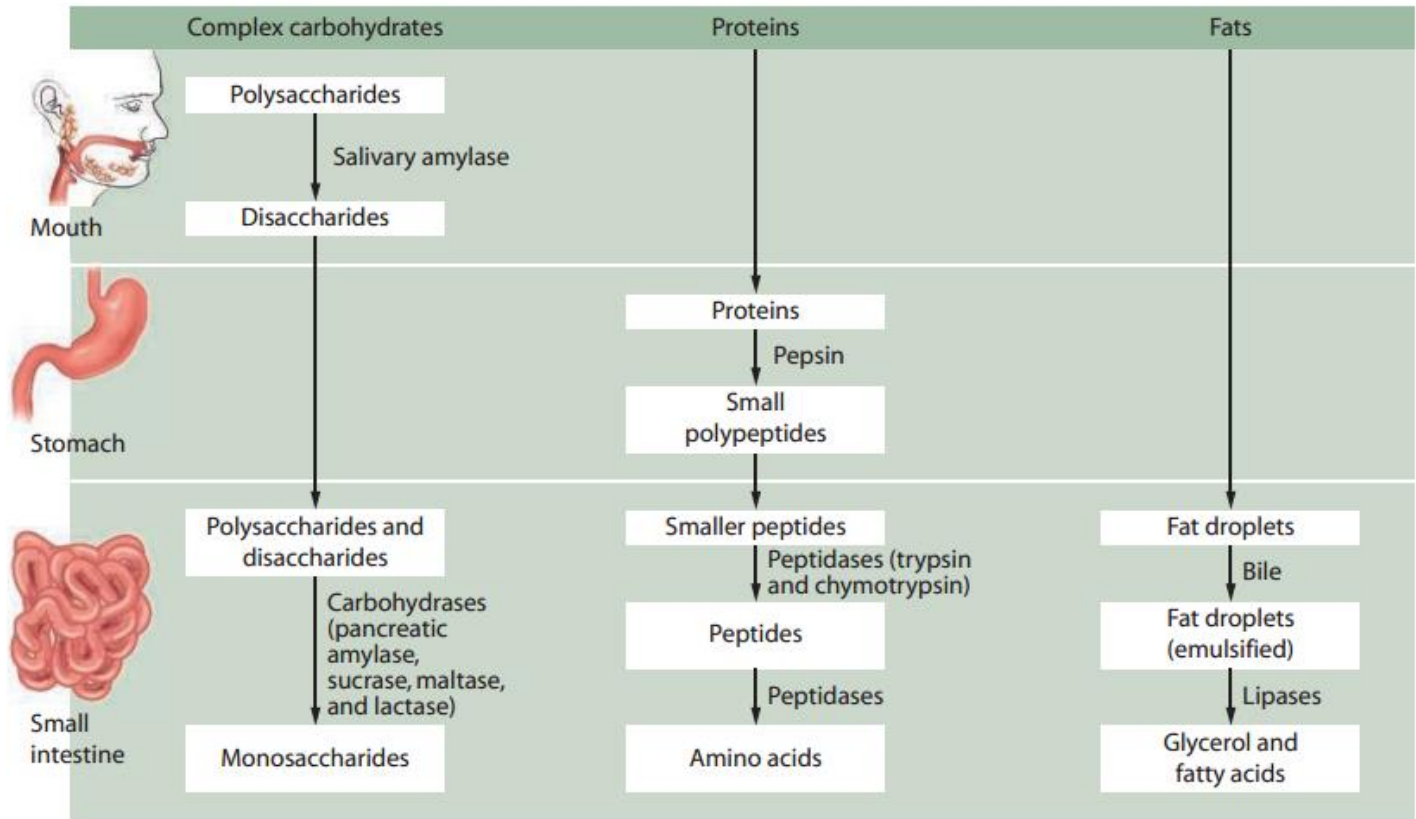 Complex carbohydrates
Proteins
Fats
Polysaccharides
Salivary amylase
Disaccharides
Mouth
Proteins
Pepsin
Small
polypeptides
Stomach
Polysaccharides and
disaccharides
Carbohydrases
(pancreatic
amylase,
sucrase, maltase,
and lactase)
Monosaccharides
Smaller peptides
Peptidases (trypsin
and chymotrypsin)
Peptides
Peptidases
Amino acids
Fat droplets
Bile
Fat droplets
(emulsified)
Lipases
Glycerol and
fatty acids
Small
intestine